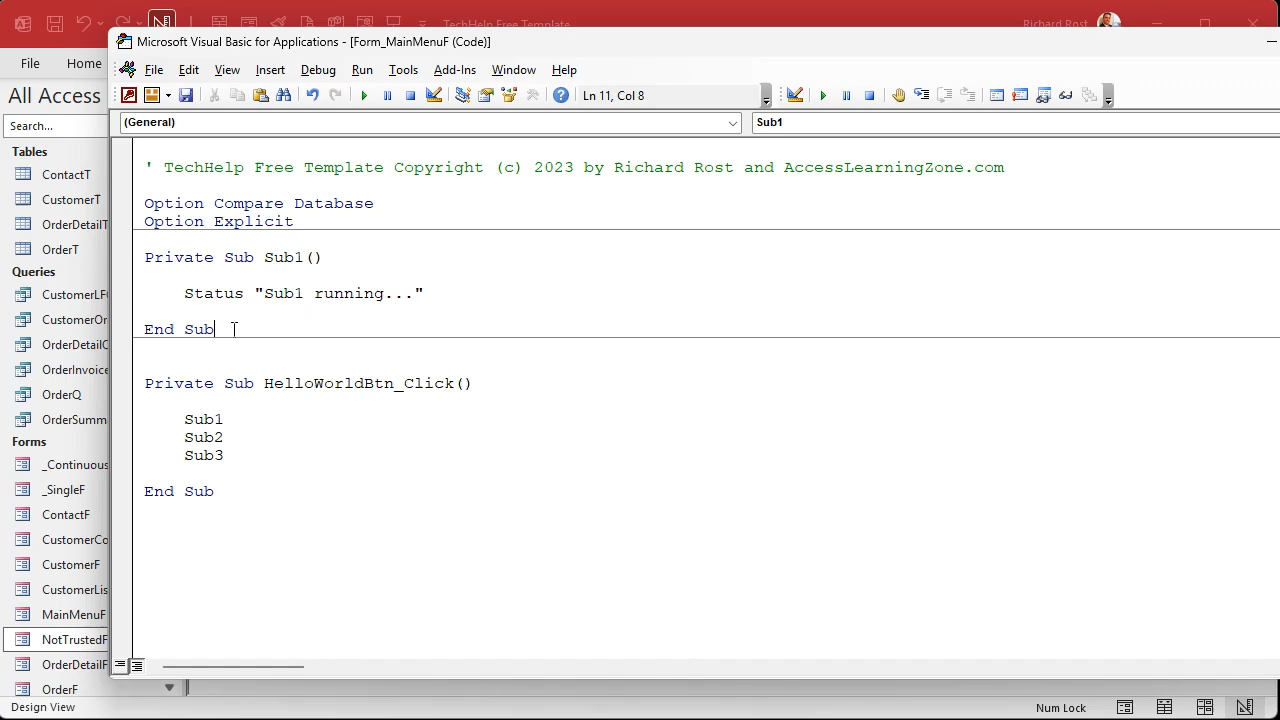 TechHelp Free Template
Richard Rost
File
Home
Microsoft Visual Basic for Applications - [Form_MainMenuF (Code)]
File Edit View Insert Debug Run Tools Add-Ins Window Help
Ln 11, Col 8
(General)
Sub1
All Access
Search...
Tables
ContactT
CustomerT
OrderDetailT
OrderT
Queries
CustomerLF
CustomerOr
OrderDetailQ
OrderInvoice
OrderQ
OrderSumm
Forms
_Continuous
_SingleF
ContactF
CustomerCo
CustomerF
CustomerLis
MainMenuF
NotTrustedF
OrderDetailF
OrderF
' TechHelp Free Template Copyright (c) 2023 by Richard Rost and AccessLearningZone.com
Option Compare Database
Option Explicit
Private Sub Sub1()
Status "Sub1 running..."
End Sub
Private Sub HelloWorldBtn_Click()
Sub1
Sub2
Sub3
End Sub
Design View
Num Lock